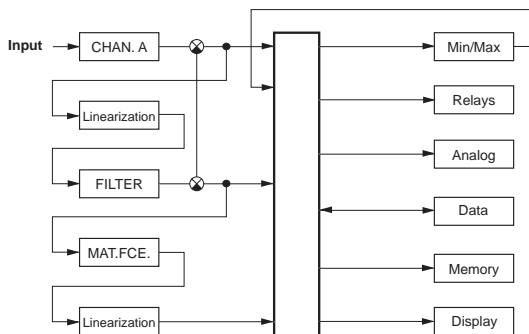 Input
CHAN. A
Min/Max
Relays
Linearization
Analog
FILTER
Data
MAT.FCE.
Memory
Linearization
Display